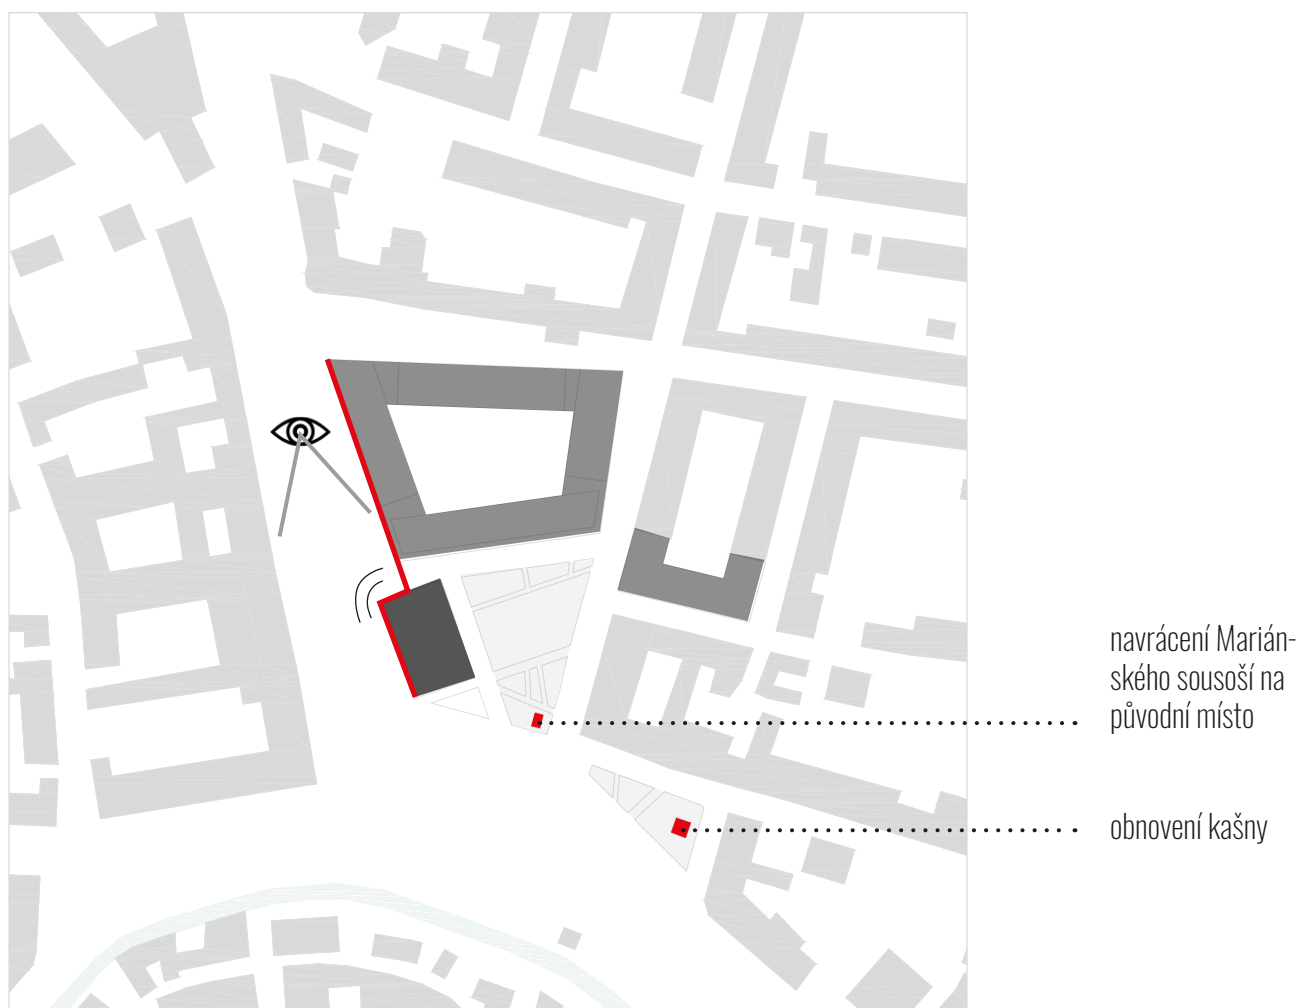 navrácení Marián-
ského sousoší na
původní místo
obnovení kašny